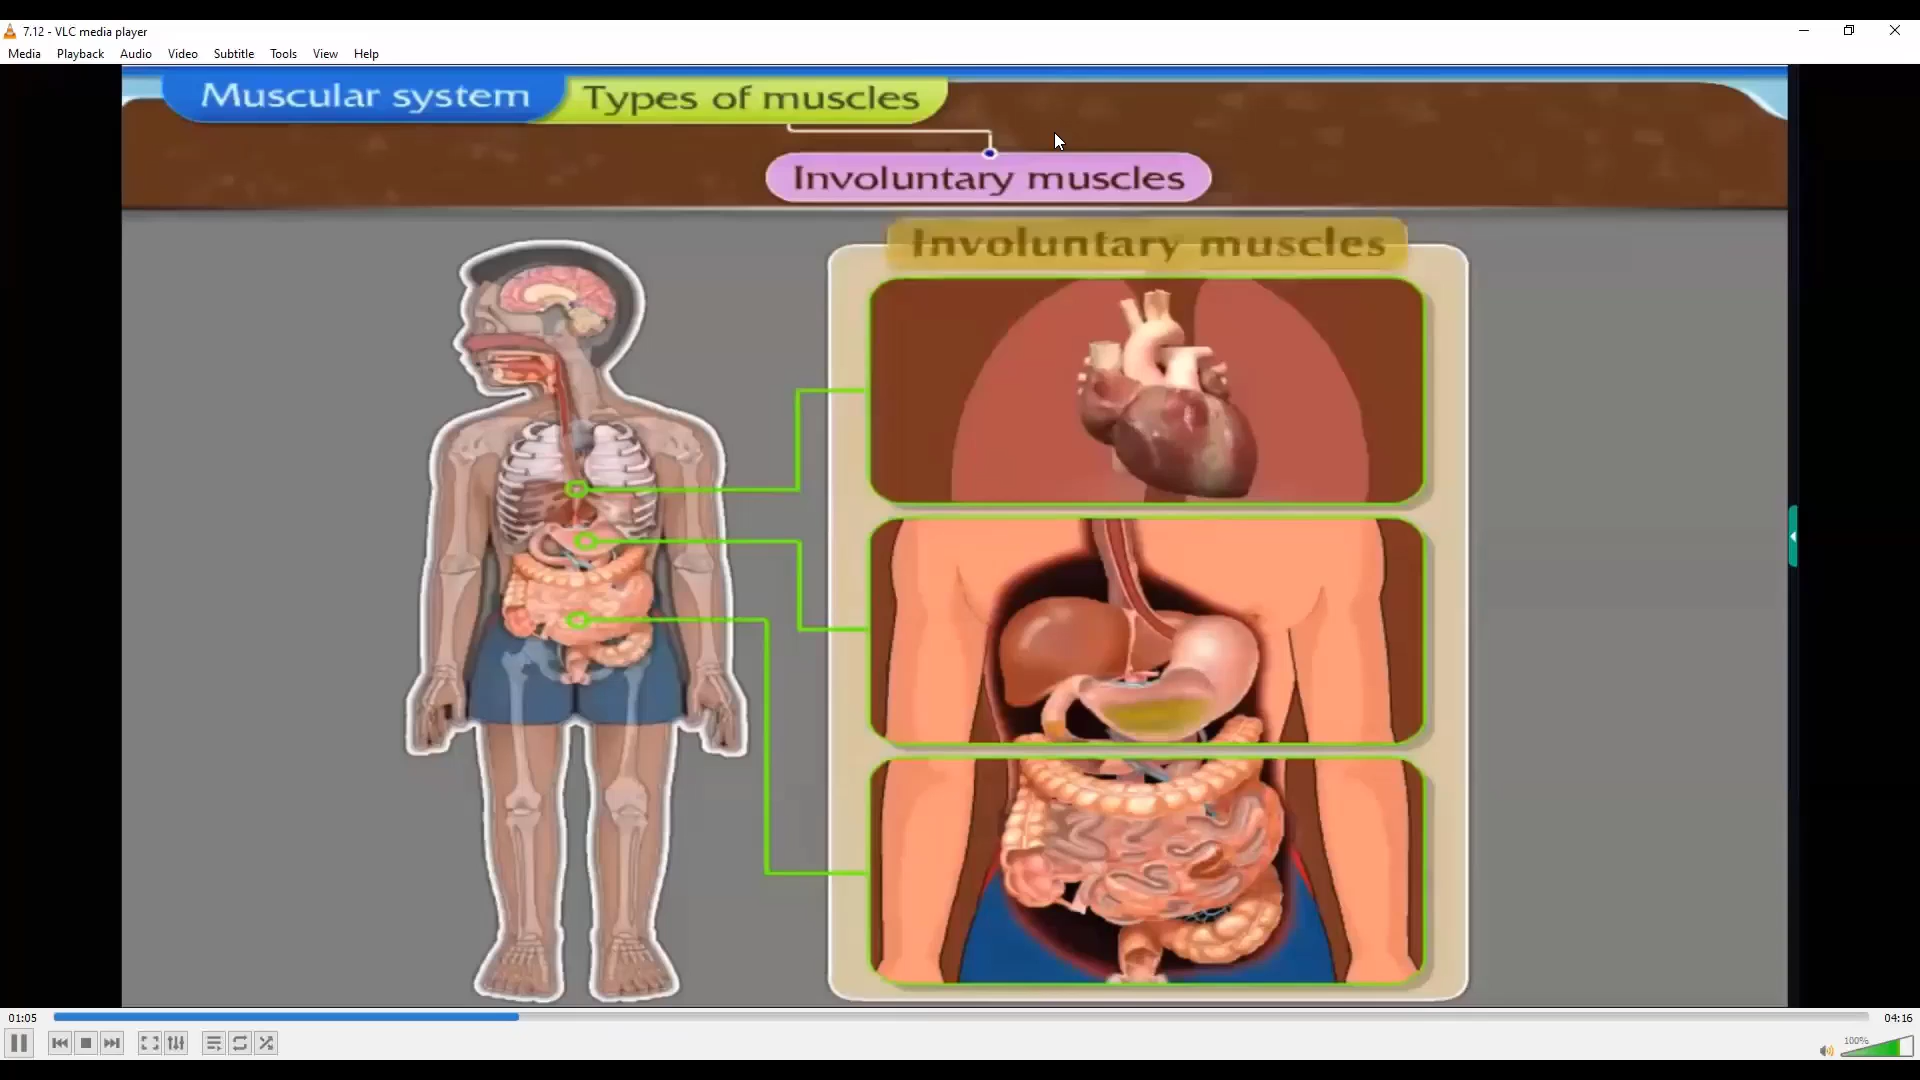 7.12 - VLC media player
Media Playback Audio Video Subtitle Tools View Help
Muscular system Types of muscles
Involuntary muscles
Involuntary muscles
01:05 04:16
100%